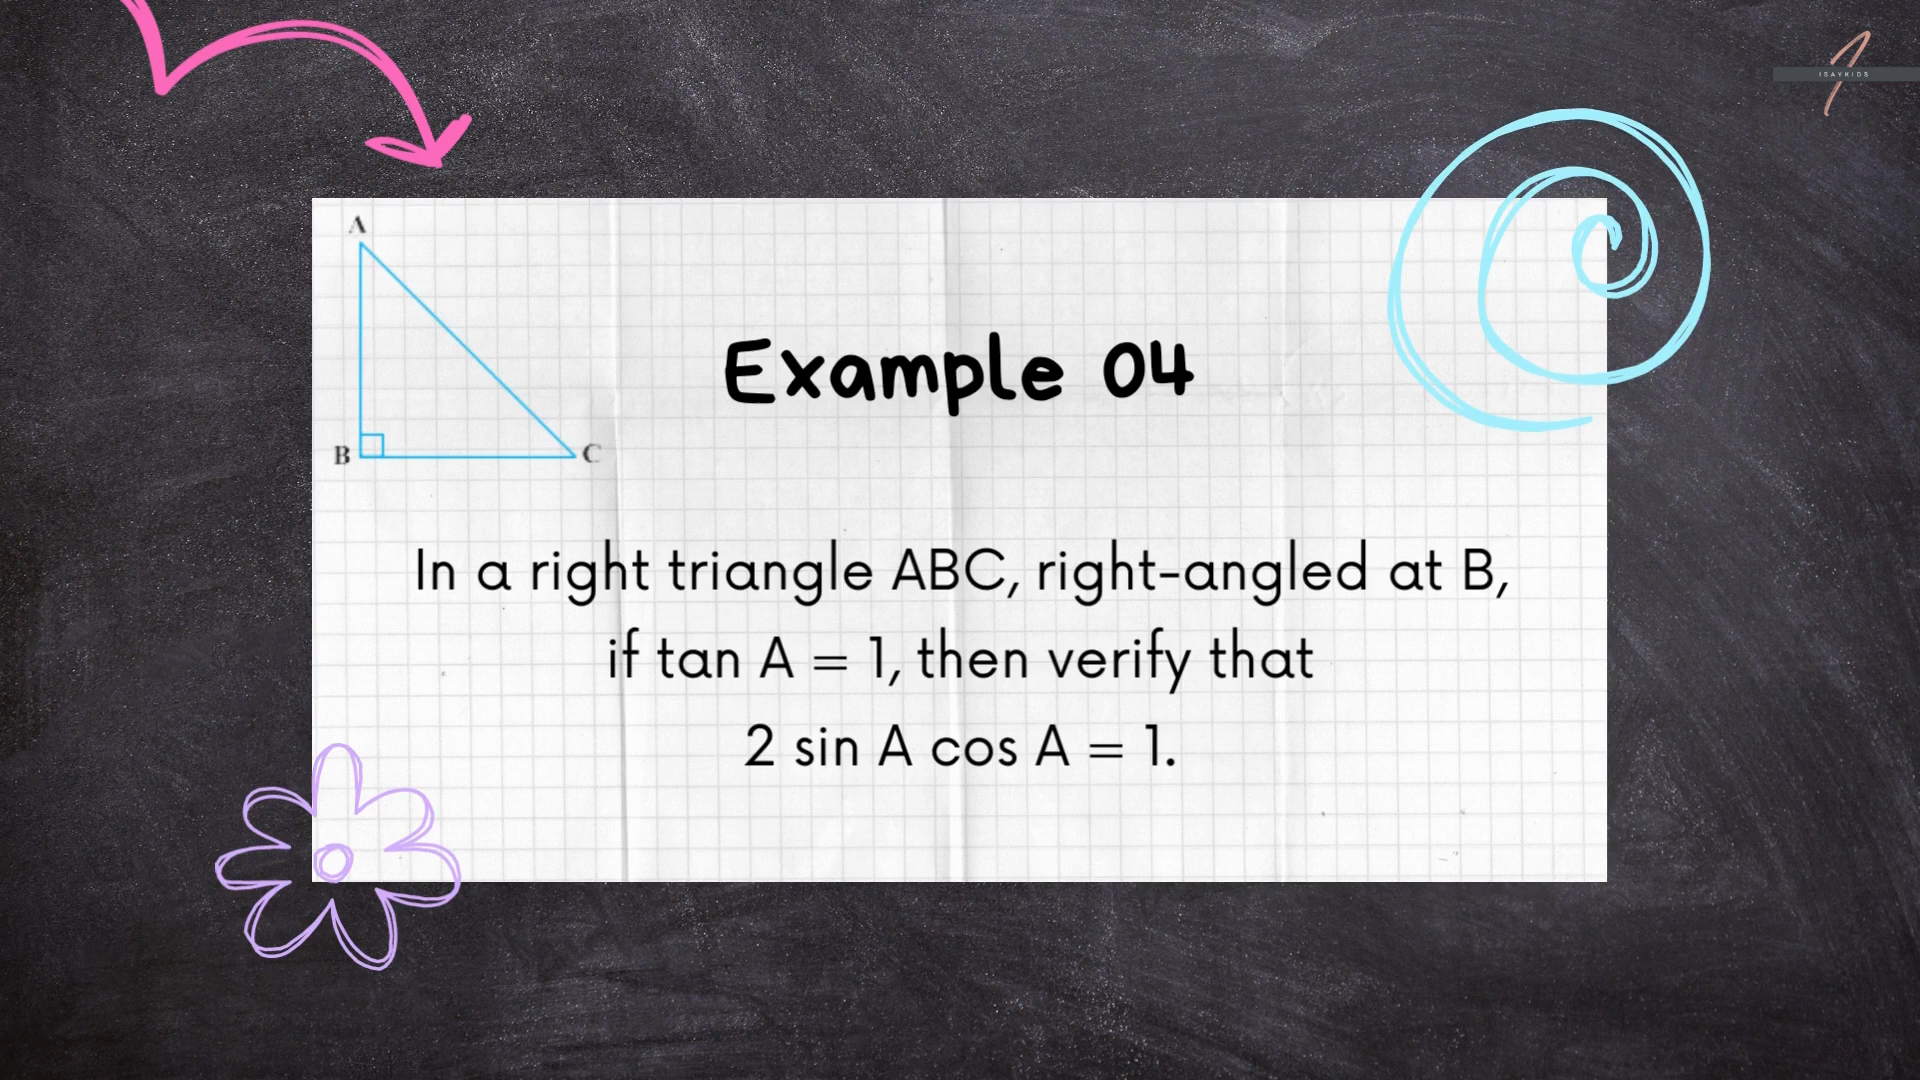 ISAYKIDS
A
Example 04
B
C
In a right triangle ABC, right-angled at B,
if tan A = 1, then verify that
2 sin A cos A = 1.